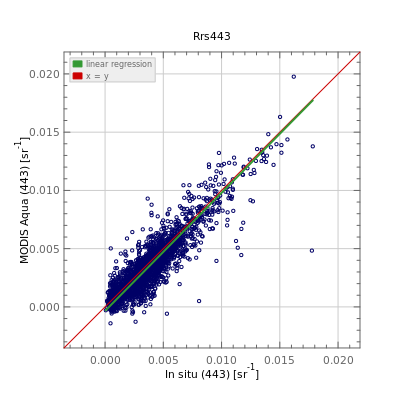 Rrs443
linear regression
x = y
MODIS Aqua (443) [sr⁻¹]
0.020
0.015
0.010
0.005
0.000
0.000 0.005 0.010 0.015 0.020
In situ (443) [sr⁻¹]